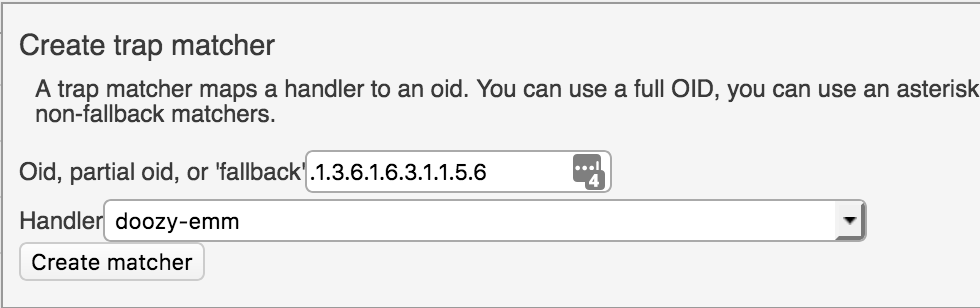 Create trap matcher
A trap matcher maps a handler to an oid. You can use a full OID, you can use an asterisk
non-fallback matchers.
Oid, partial oid, or 'fallback' .1.3.6.1.6.3.1.1.5.6 4
Handler doozy-emm
Create matcher